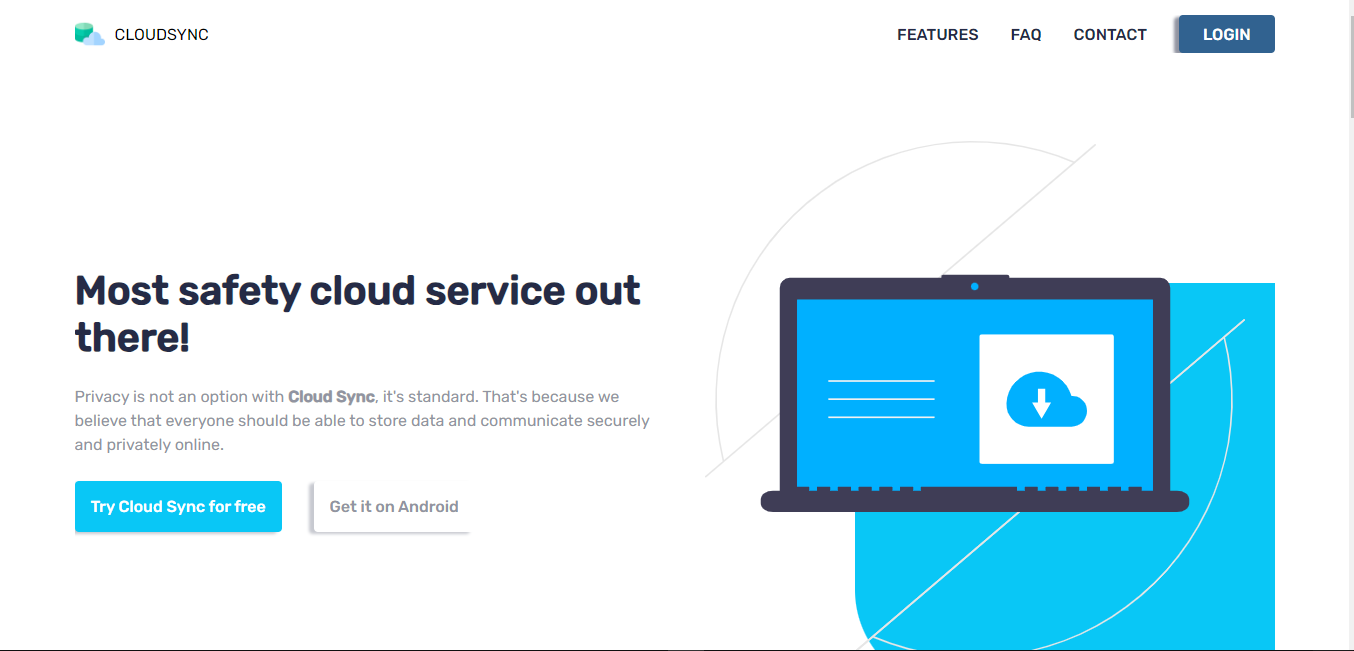 CLOUDSYNC
FEATURES FAQ CONTACT LOGIN
Most safety cloud service out
there!
Privacy is not an option with Cloud Sync, it's standard. That's because we
believe that everyone should be able to store data and communicate securely
and privately online.
Try Cloud Sync for free
Get it on Android